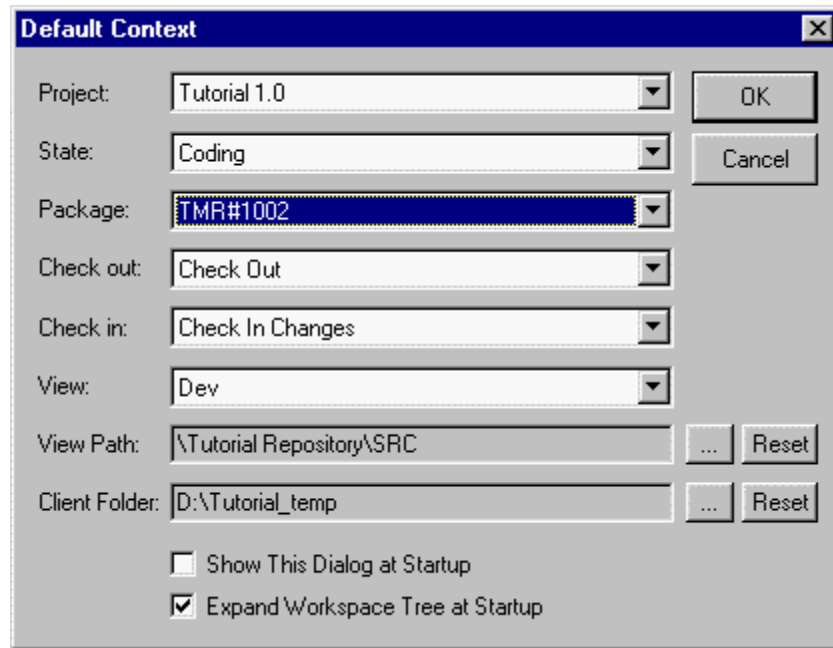 Default Context
Project: Tutorial 1.0 OK
State: Coding Cancel
Package: TMR#1002
Check out: Check Out
Check in: Check In Changes
View: Dev
View Path: \Tutorial Repository\SRC ... Reset
Client Folder: D:\Tutorial_temp ... Reset
Show This Dialog at Startup
Expand Workspace Tree at Startup